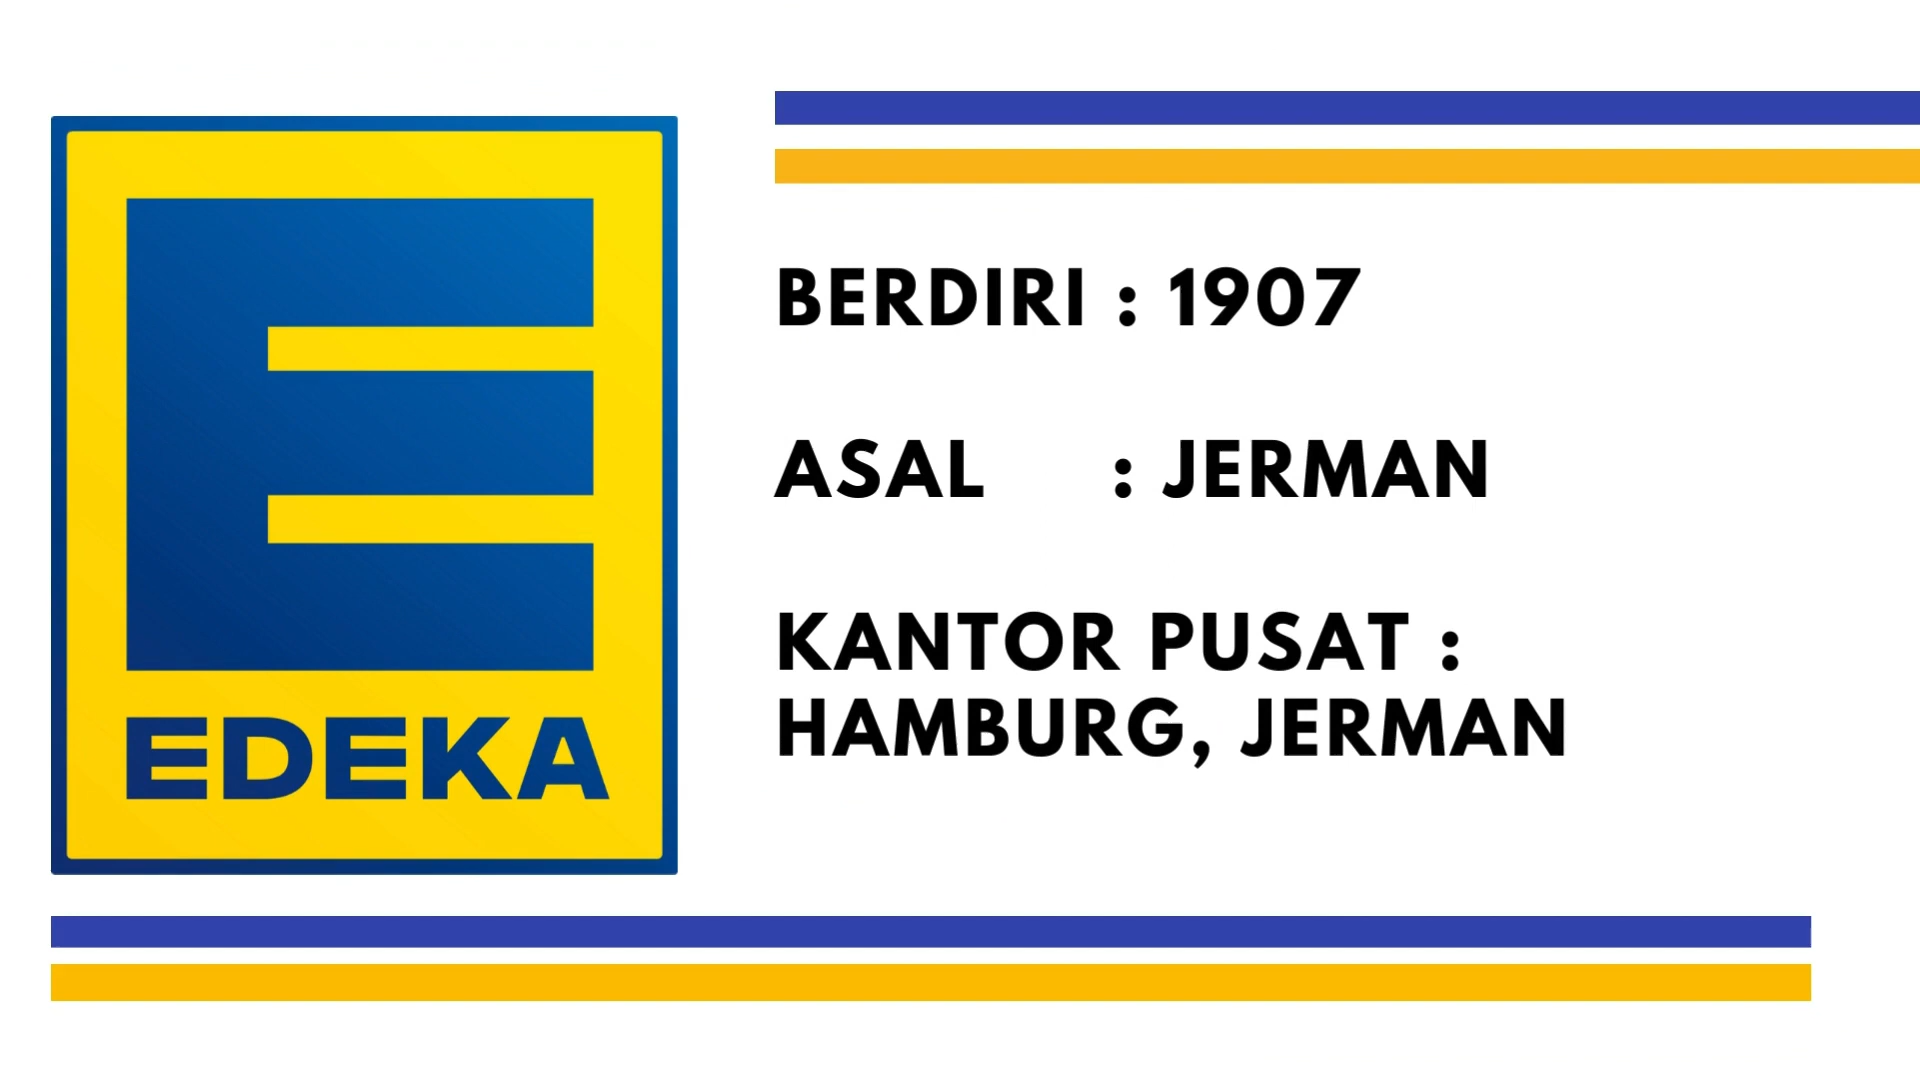 EDEKA
BERDIRI : 1907
ASAL : JERMAN
KANTOR PUSAT :
HAMBURG, JERMAN